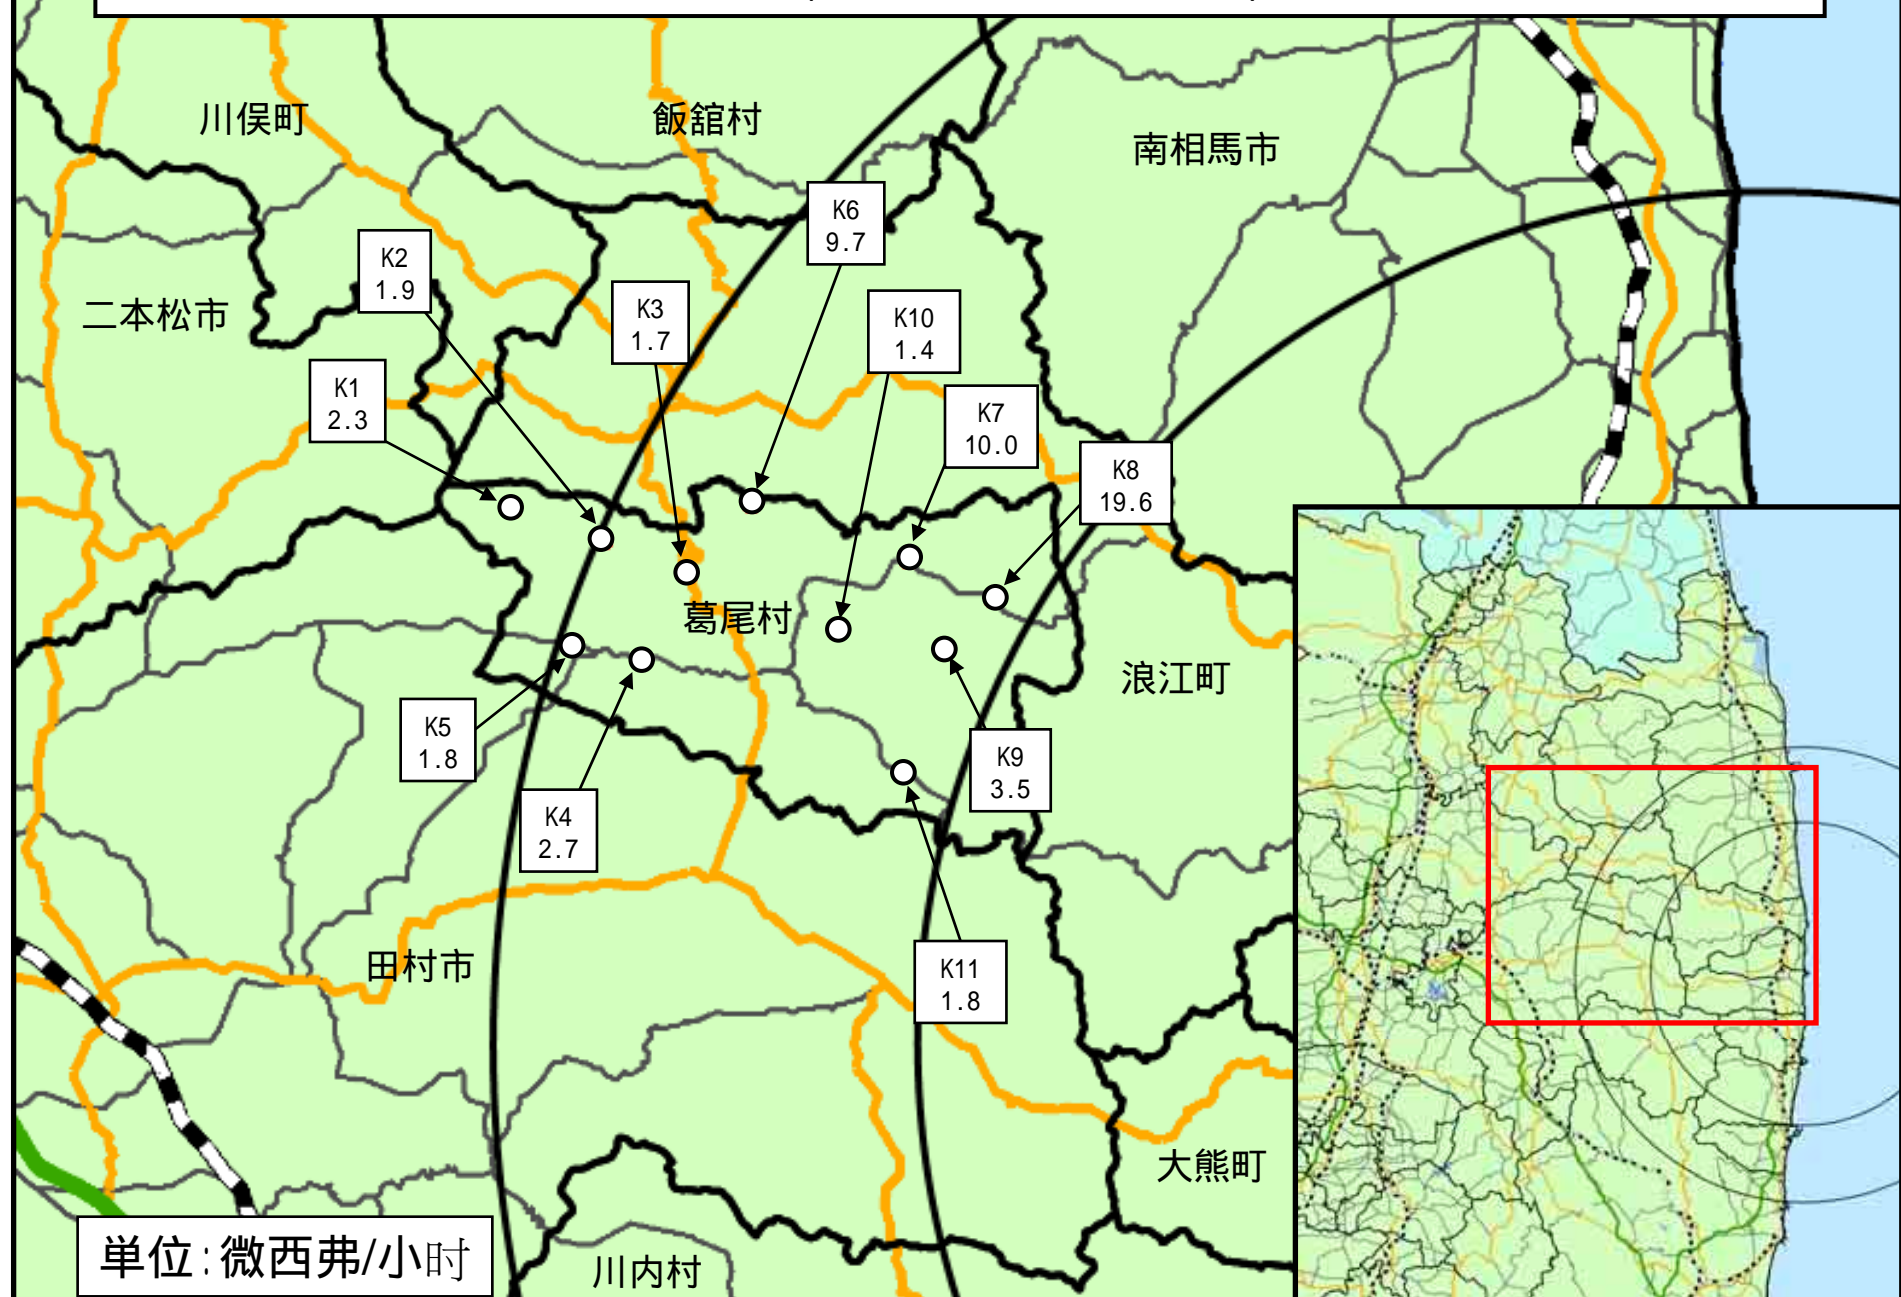 川俣町
飯舘村
南相馬市
K6
9.7
K2
1.9
二本松市
K3
1.7
K10
1.4
K1
2.3
K7
10.0
K8
19.6
葛尾村
浪江町
K5
1.8
K9
3.5
K4
2.7
田村市
K11
1.8
大熊町
単位:微西弗/小时
川内村